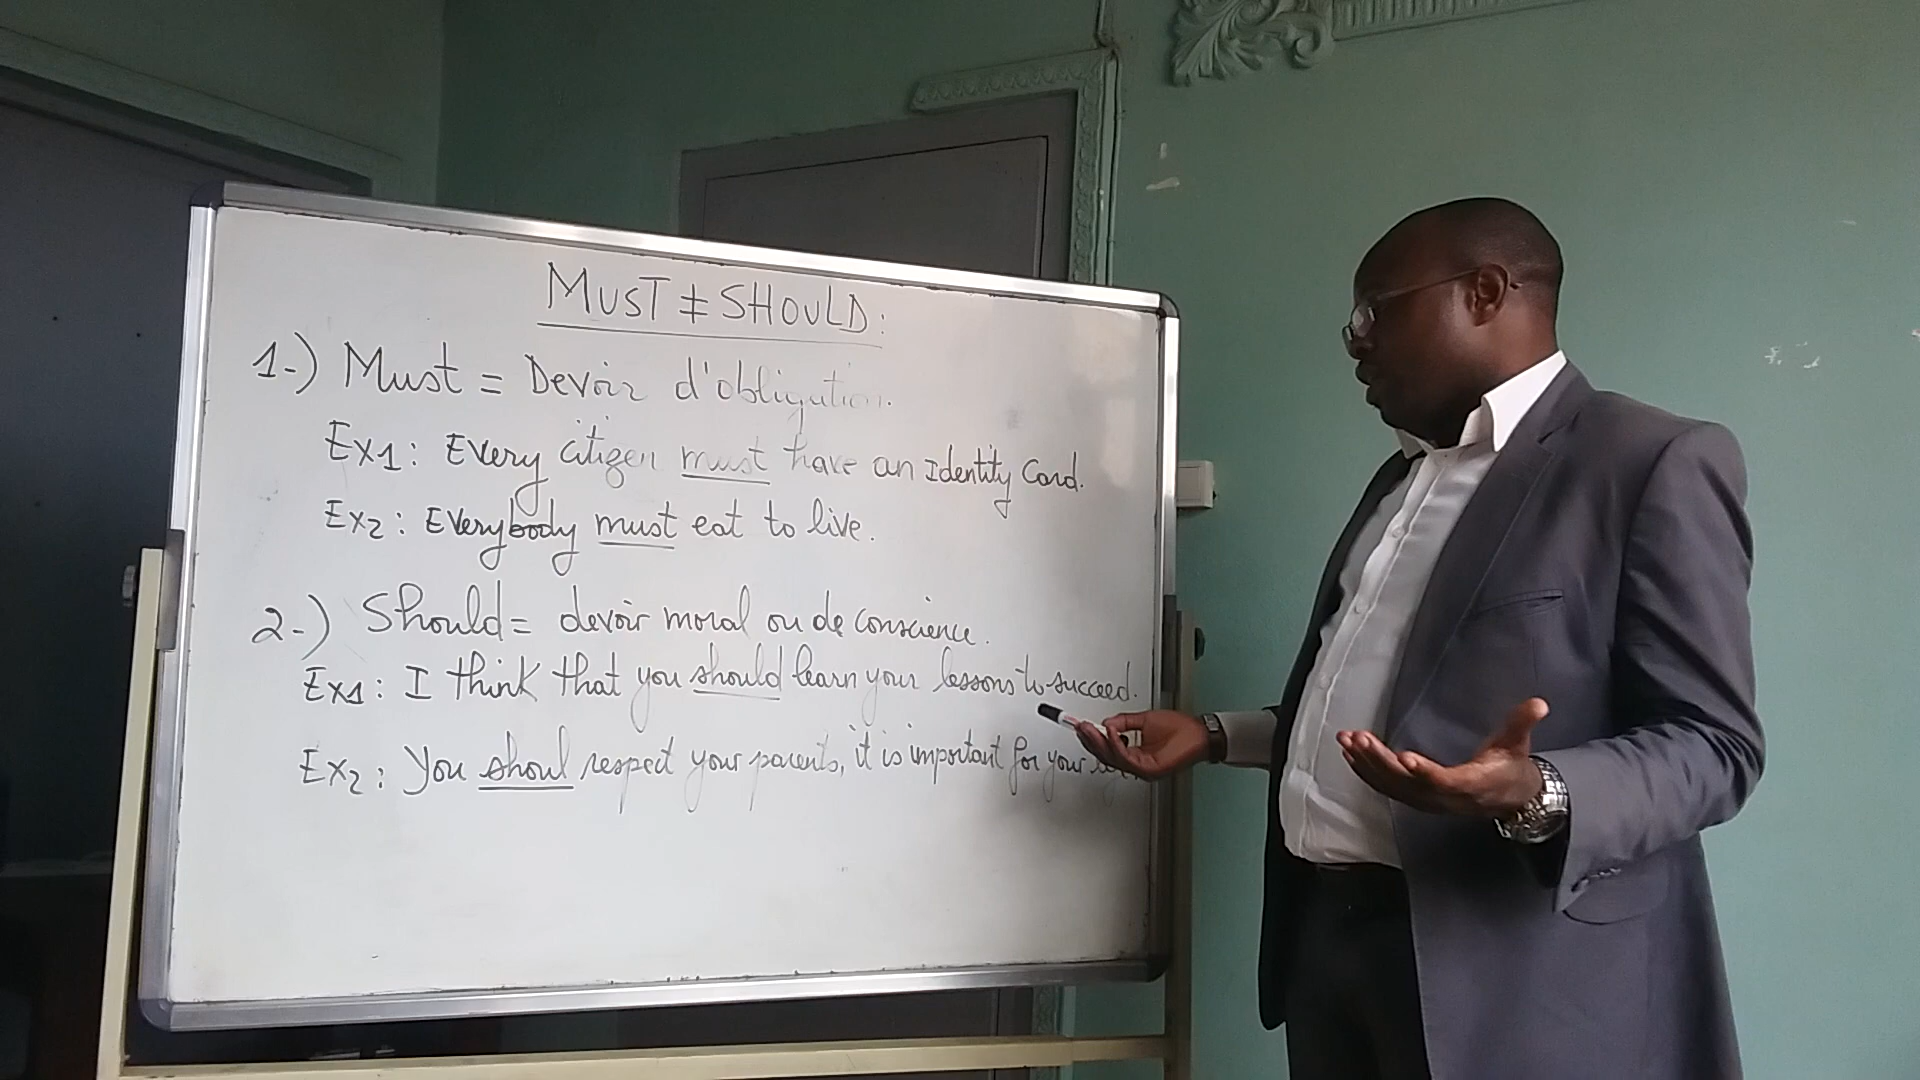 MUST ≠ SHOULD:
1-) Must = Devoir d'obligation.
Ex1: Every citizen must have an Identity Card.
Ex2: Everybody must eat to live.
2-) Should = devoir moral ou de conscience.
Ex1: I think that you should learn your lessons to succeed.
Ex2: You shoul respect your parents, it is important for your